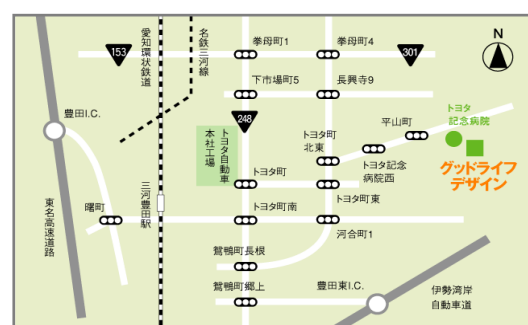 153
愛知環状鉄道
名鉄三河線
拳母町1
拳母町4
301
N
下市場町5
長興寺9
248
豊田I.C.
トヨタ自動車
本社工場
トヨタ町
北東
平山町
トヨタ
記念病院
トヨタ記念
病院西
グッドライフ
デザイン
トヨタ町
トヨタ町東
三河豊田駅
曙町
トヨタ町南
河合町1
東名高速道路
鴛鴨町長根
鴛鴨町郷上
豊田東I.C.
伊勢湾岸
自動車道